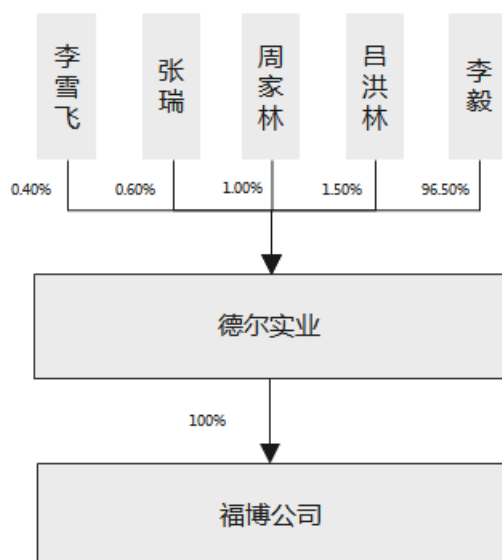 李雪飞
张瑞
周家林
吕洪林
李毅
0.40%
0.60%
1.00%
1.50%
96.50%
德尔实业
100%
福博公司